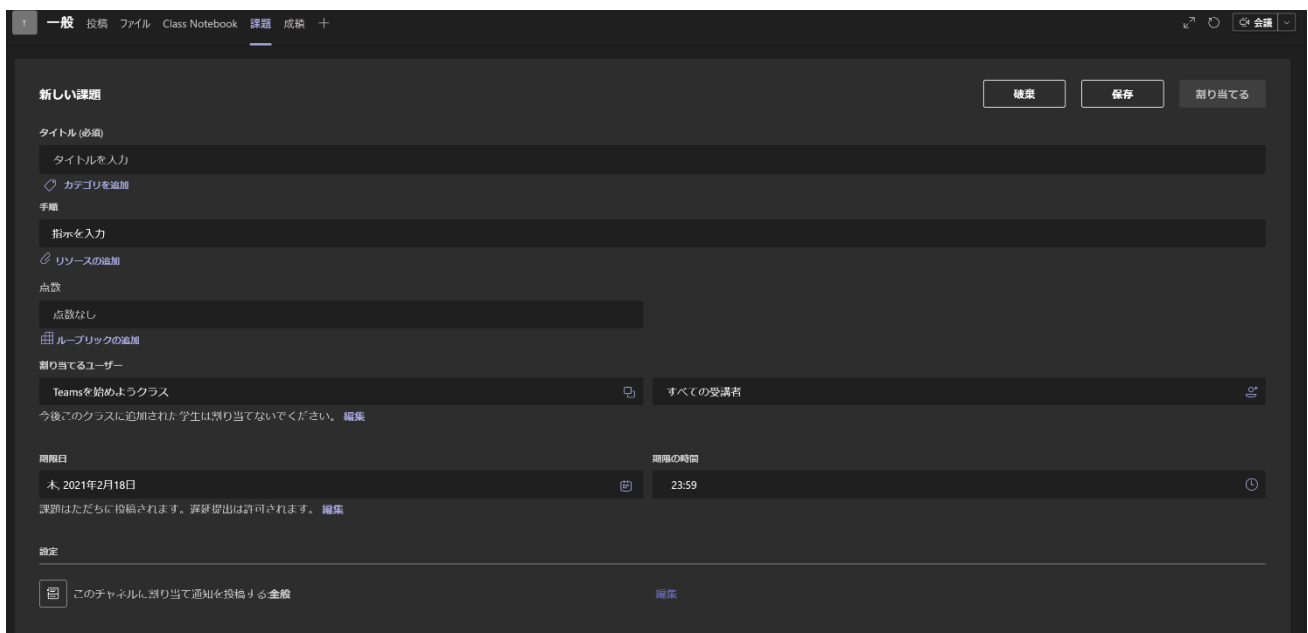 T 一般 投稿 ファイル Class Notebook 課題 成績 + 会議
新しい課題 破棄 保存 割り当てる
タイトル (必須)
タイトルを入力
カテゴリを追加
手順
指示を入力
リソースの追加
点数
点数なし
ルーブリックの追加
割り当てるユーザー
Teamsを始めようクラス すべての受講者
今後このクラスに追加された学生は割り当てないでください。 編集
期限日 期限の時間
木, 2021年2月18日 23:59
課題はただちに投稿されます。遅延提出は許可されます。 編集
設定
このチャネルに割り当て通知を投稿する:全般 編集